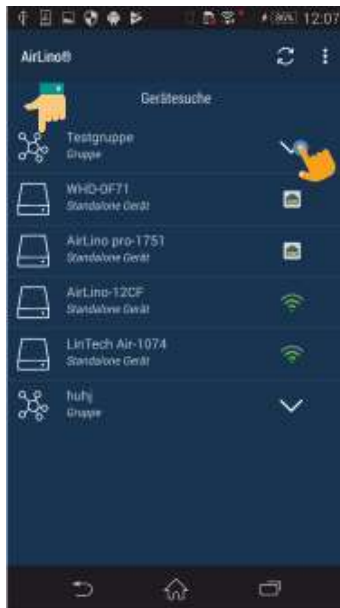 86% 12:07
AirLino®
Gerätesuche
Testgruppe
Gruppe
WHD-0F71
Standalone Gerät
AirLino pro-1751
Standalone Gerät
AirLino-12CF
Standalone Gerät
LinTech Air-1074
Standalone Gerät
huhj
Gruppe